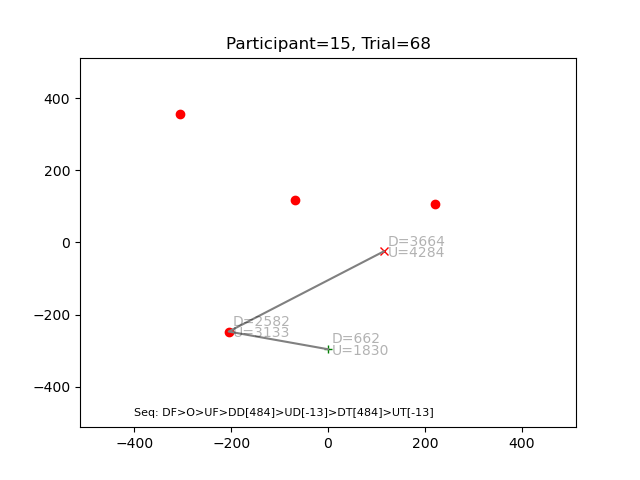 Participant=15, Trial=68
400
200
0
−200
−400
D=3664
U=4284
D=2582
U=3133
D=662
U=1830
Seq: DF>O>UF>DD[484]>UD[-13]>DT[484]>UT[-13]
−400 −200 0 200 400